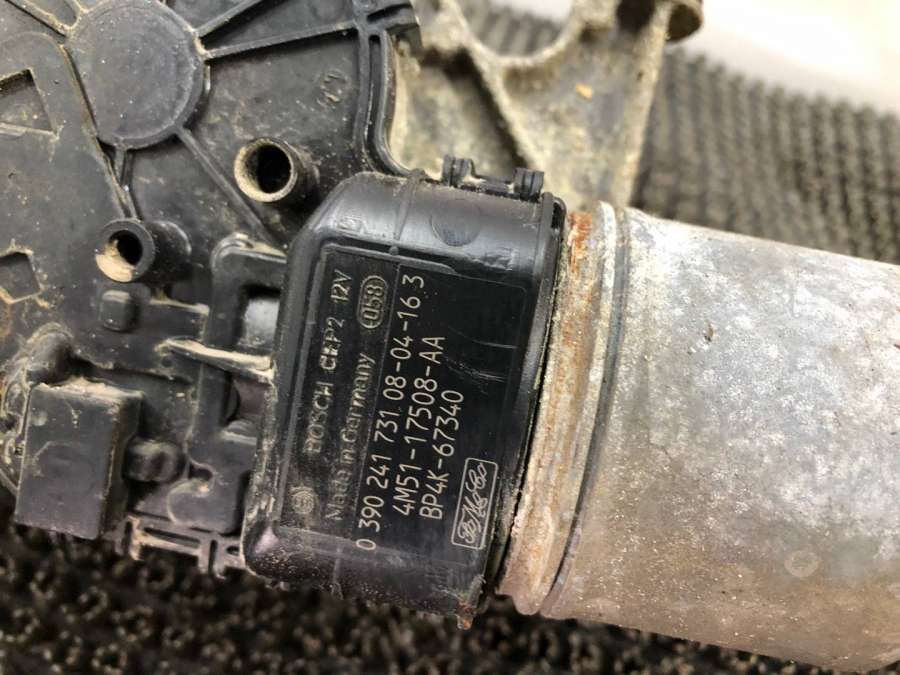 BOSCH CEP2 12V
Made in Germany 058
0 390 241 731 08-04-16 3
4M51-17508-AA
BP4K-67340
FoMoCo